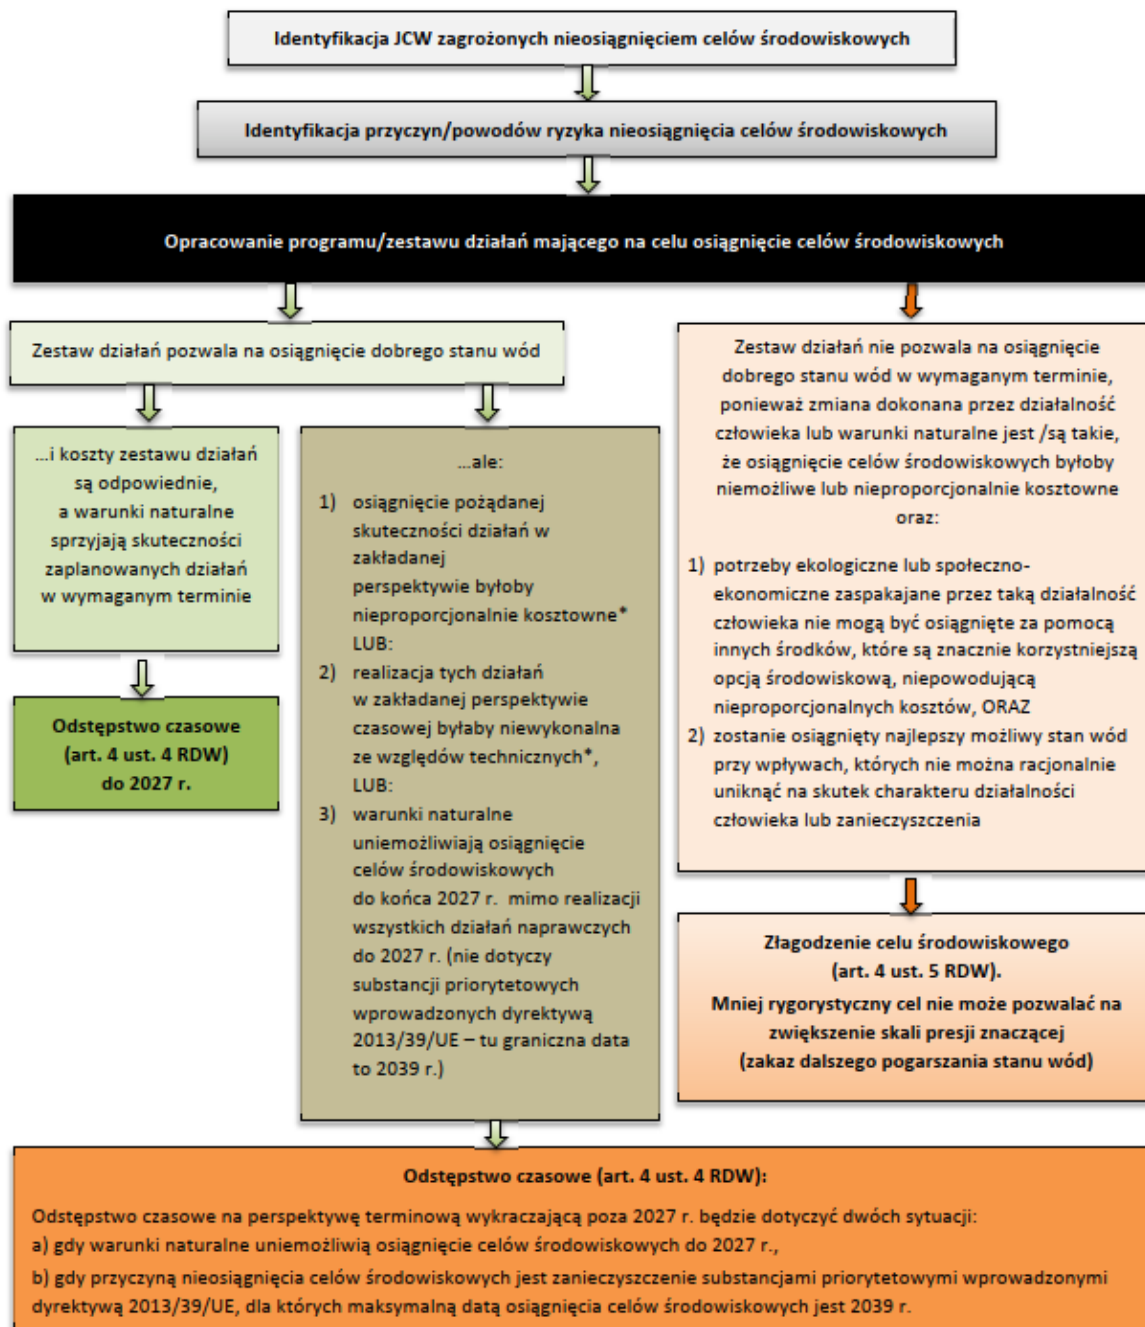 Identyfikacja JCW zagrożonych nieosiągnięciem celów środowiskowych
Identyfikacja przyczyn/powodów ryzyka nieosiągnięcia celów środowiskowych
Opracowanie programu/zestawu działań mającego na celu osiągnięcie celów środowiskowych
Zestaw działań pozwala na osiągnięcie dobrego stanu wód
...i koszty zestawu działań
są odpowiednie,
a warunki naturalne
sprzyjają skuteczności
zaplanowanych działań
w wymaganym terminie
Odstępstwo czasowe
(art. 4 ust. 4 RDW)
do 2027 r.
...ale:
1) osiągnięcie pożądanej
skuteczności działań w
zakładanej
perspektywie byłoby
nieproporcjonalnie kosztowne*
LUB:
2) realizacja tych działań
w zakładanej perspektywie
czasowej byłaby niewykonalna
ze względów technicznych*,
LUB:
3) warunki naturalne
uniemożliwiają osiągnięcie
celów środowiskowych
do końca 2027 r. mimo realizacji
wszystkich działań naprawczych
do 2027 r. (nie dotyczy
substancji priorytetowych
wprowadzonych dyrektywą
2013/39/UE – tu graniczna data
to 2039 r.)
Zestaw działań nie pozwala na osiągnięcie
dobrego stanu wód w wymaganym terminie,
ponieważ zmiana dokonana przez działalność
człowieka lub warunki naturalne jest /są takie,
że osiągnięcie celów środowiskowych byłoby
niemożliwe lub nieproporcjonalnie kosztowne
oraz:
1) potrzeby ekologiczne lub społeczno-
ekonomiczne zaspakajane przez taką działalność
człowieka nie mogą być osiągnięte za pomocą
innych środków, które są znacznie korzystniejszą
opcją środowiskową, niepowodującą
nieproporcjonalnych kosztów, ORAZ
2) zostanie osiągnięty najlepszy możliwy stan wód
przy wpływach, których nie można racjonalnie
uniknąć na skutek charakteru działalności
człowieka lub zanieczyszczenia
Złagodzenie celu środowiskowego
(art. 4 ust. 5 RDW).
Mniej rygorystyczny cel nie może pozwalać na
zwiększenie skali presji znaczącej
(zakaz dalszego pogarszania stanu wód)
Odstępstwo czasowe (art. 4 ust. 4 RDW):
Odstępstwo czasowe na perspektywę terminową wykraczającą poza 2027 r. będzie dotyczyć dwóch sytuacji:
a) gdy warunki naturalne uniemożliwią osiągnięcie celów środowiskowych do 2027 r.,
b) gdy przyczyną nieosiągnięcia celów środowiskowych jest zanieczyszczenie substancjami priorytetowymi wprowadzonymi
dyrektywą 2013/39/UE, dla których maksymalną datą osiągnięcia celów środowiskowych jest 2039 r.